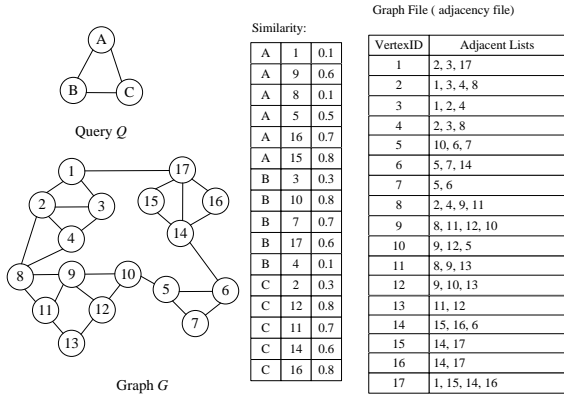 Graph File ( adjacency file)
Similarity:
A
B
C
Query Q
A 1 0.1
A 9 0.6
A 8 0.1
A 5 0.5
A 16 0.7
A 15 0.8
B 3 0.3
B 10 0.8
B 7 0.7
B 17 0.6
B 4 0.1
C 2 0.3
C 12 0.8
C 11 0.7
C 14 0.6
C 16 0.8
VertexID Adjacent Lists
1 2, 3, 17
2 1, 3, 4, 8
3 1, 2, 4
4 2, 3, 8
5 10, 6, 7
6 5, 7, 14
7 5, 6
8 2, 4, 9, 11
9 8, 11, 12, 10
10 9, 12, 5
11 8, 9, 13
12 9, 10, 13
13 11, 12
14 15, 16, 6
15 14, 17
16 14, 17
17 1, 15, 14, 16
1 17
2 3 15 16
4 14
8 9 10 5 6
11 12 7
13
Graph G